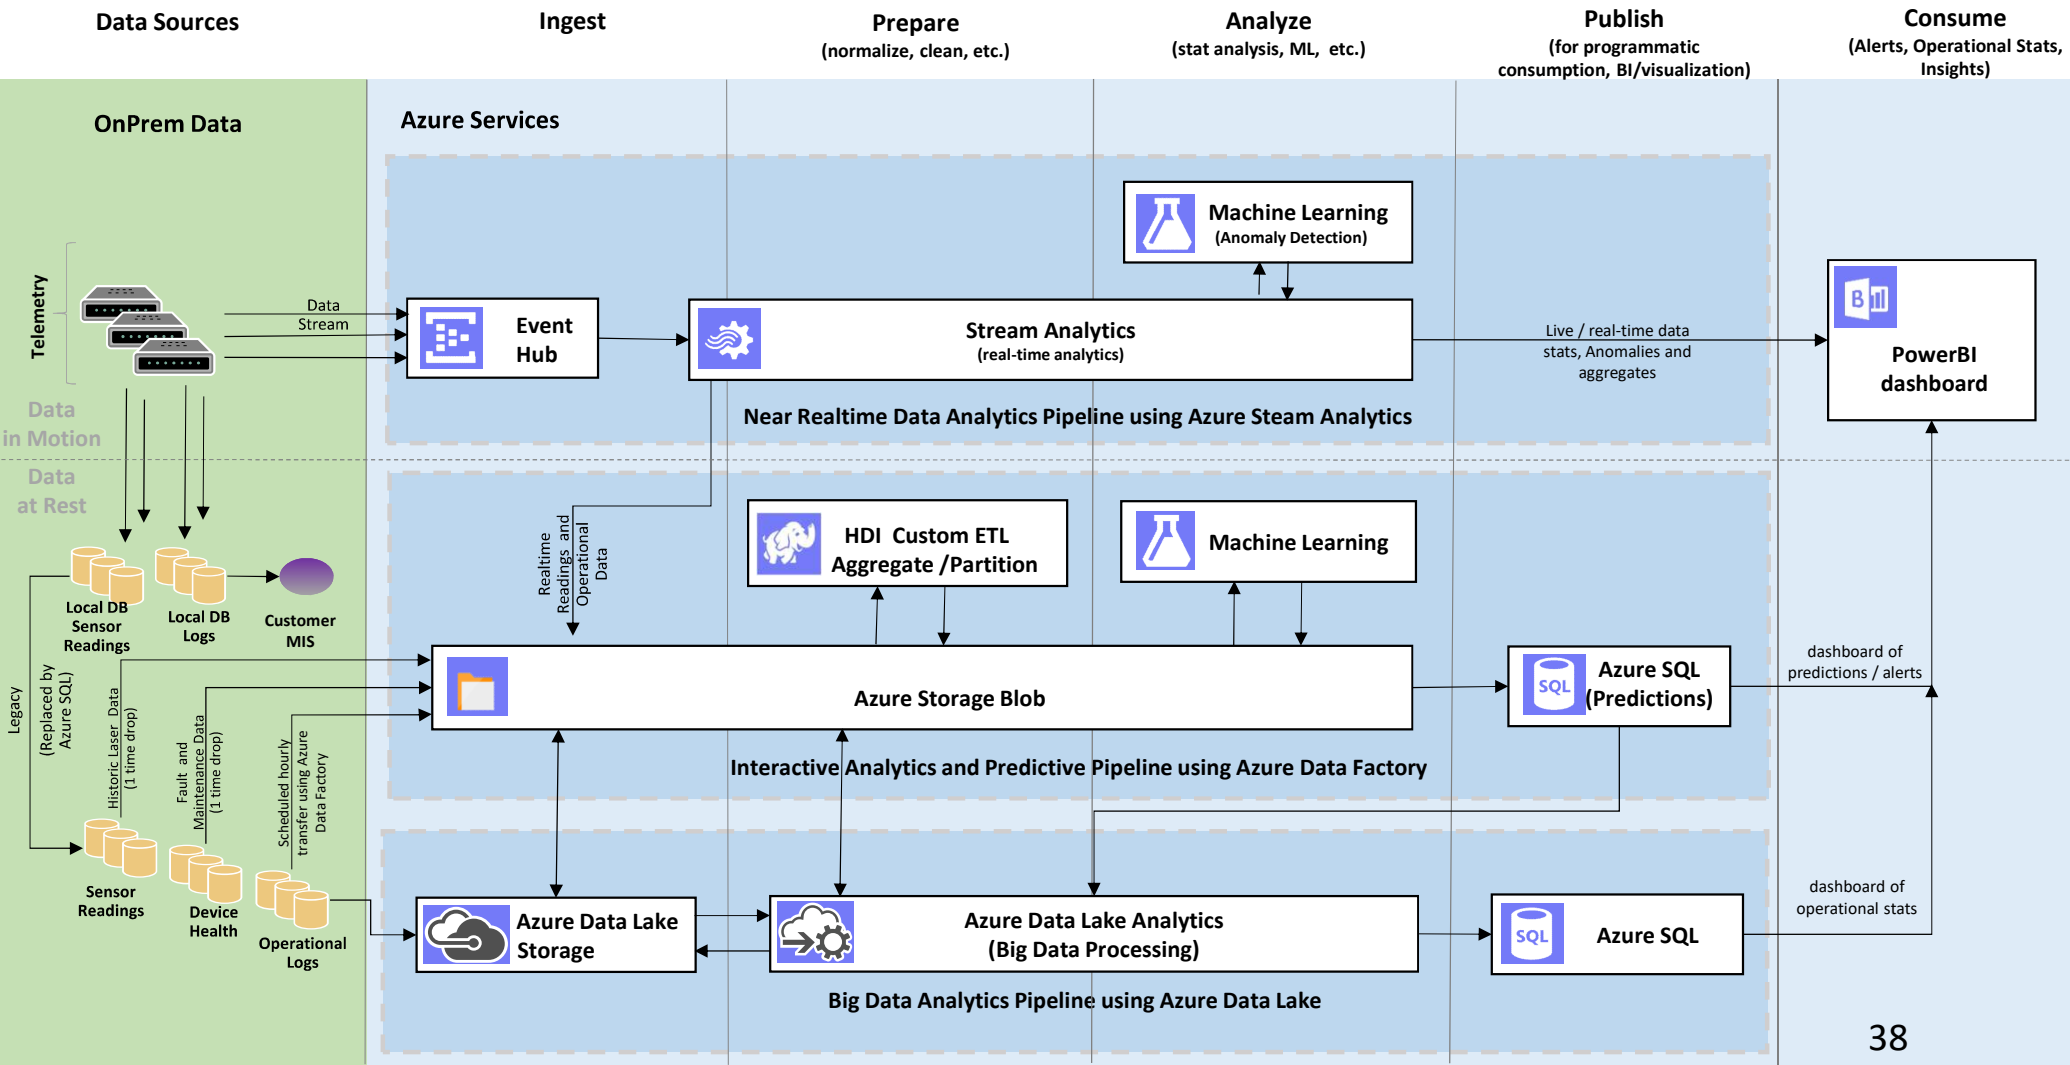 Data Sources
Ingest
Prepare
(normalize, clean, etc.)
Analyze
(stat analysis, ML, etc.)
Publish
(for programmatic
consumption, BI/visualization)
Consume
(Alerts, Operational Stats,
Insights)
OnPrem Data
Azure Services
Telemetry
Data
Stream
Event
Hub
Machine Learning
(Anomaly Detection)
Stream Analytics
(real-time analytics)
Live / real-time data
stats, Anomalies and
aggregates
B
PowerBI
dashboard
Near Realtime Data Analytics Pipeline using Azure Steam Analytics
Data
in Motion
Data
at Rest
Realtime
Readings and
Operational
Data
HDI Custom ETL
Aggregate /Partition
Machine Learning
Local DB
Sensor
Readings
Local DB
Logs
Customer
MIS
Legacy
(Replaced by
Azure SQL)
Historic Laser Data
(1 time drop)
Fault and
Maintenance Data
(1 time drop)
Scheduled hourly
transfer using Azure
Data Factory
Azure Storage Blob
SQL
Azure SQL
(Predictions)
dashboard of
predictions / alerts
Interactive Analytics and Predictive Pipeline using Azure Data Factory
Sensor
Readings
Device
Health
Operational
Logs
Azure Data Lake
Storage
Azure Data Lake Analytics
(Big Data Processing)
SQL
Azure SQL
dashboard of
operational stats
Big Data Analytics Pipeline using Azure Data Lake
38